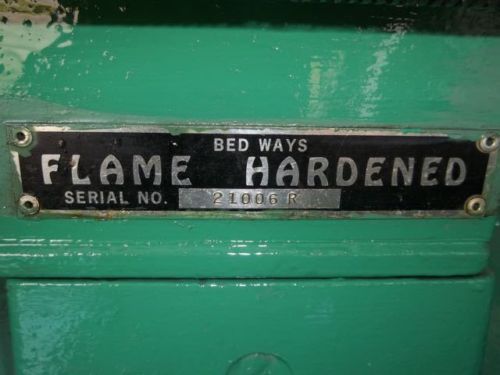 BED WAYS
FLAME HARDENED
SERIAL NO. 21006 R